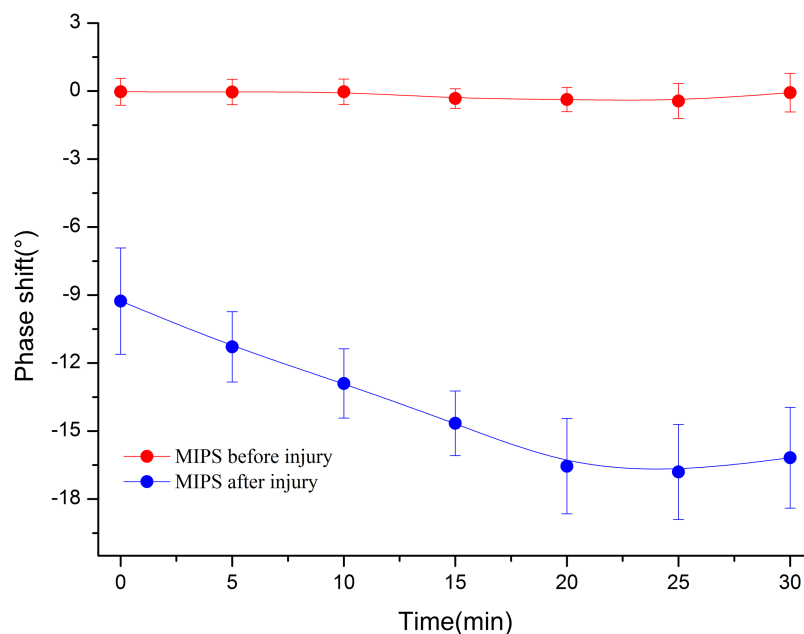 3
0
-3
-6
-9
-12
-15
-18
Phase shift(°)
MIPS before injury
MIPS after injury
0 5 10 15 20 25 30
Time(min)